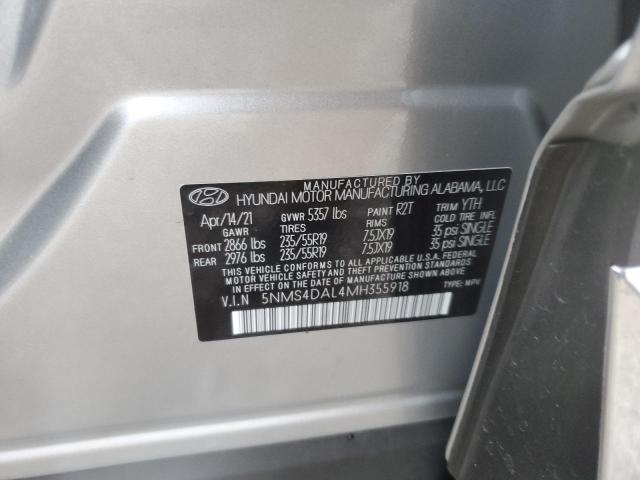 MANUFACTURED BY
HYUNDAI MOTOR MANUFACTURING ALABAMA, LLC
Apr/14/21 GVWR 5357 lbs PAINT R2T TRIM YTH
GAWR TIRES RIMS COLD TIRE INFL.
FRONT 2866 lbs 235/55R19 7.5JX19 35 psi SINGLE
REAR 2976 lbs 235/55R19 7.5JX19 35 psi SINGLE
THIS VEHICLE CONFORMS TO ALL APPLICABLE U.S.A. FEDERAL
MOTOR VEHICLE SAFETY, BUMPER, AND THEFT PREVENTION
STANDARDS IN EFFECT ON THE DATE OF MANUFACTURE SHOWN ABOVE.
V.I.N 5NMS4DAL4MH355918 TYPE: MPV